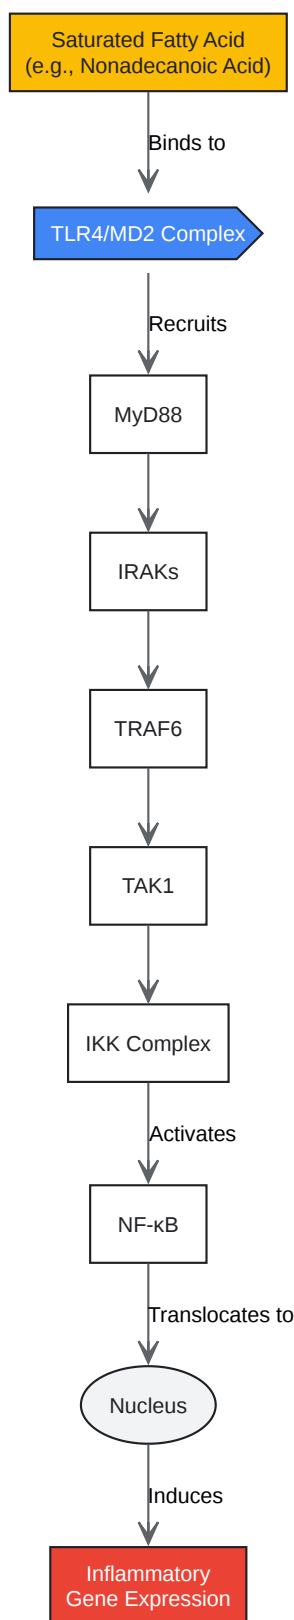 Saturated Fatty Acid
(e.g., Nonadecanoic Acid)
Binds to
TLR4/MD2 Complex
Recruits
MyD88
IRAKs
TRAF6
TAK1
IKK Complex
Activates
NF-κB
Translocates to
Nucleus
Induces
Inflammatory
Gene Expression